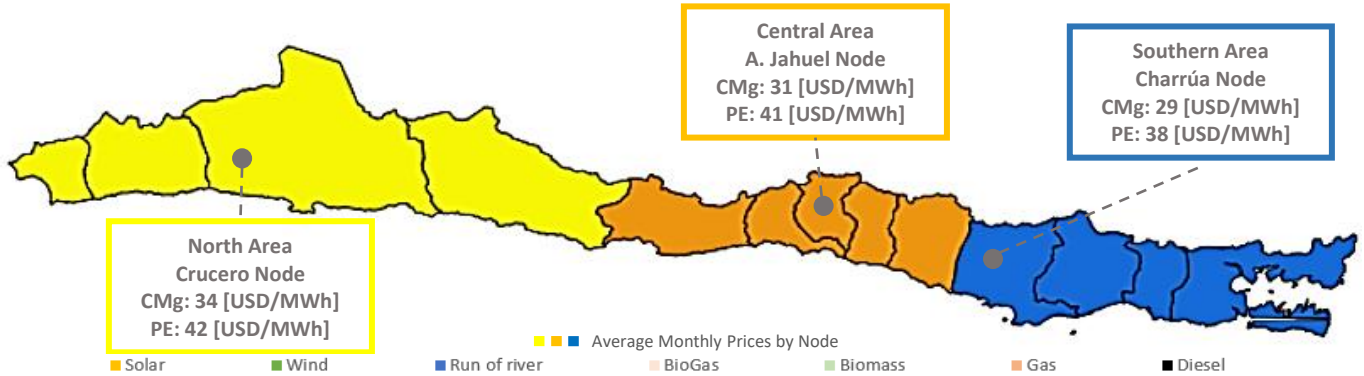 Central Area
A. Jahuel Node
CMg: 31 [USD/MWh]
PE: 41 [USD/MWh]
Southern Area
Charrúa Node
CMg: 29 [USD/MWh]
PE: 38 [USD/MWh]
North Area
Crucero Node
CMg: 34 [USD/MWh]
PE: 42 [USD/MWh]
Average Monthly Prices by Node
Solar Wind Run of river BioGas Biomass Gas Diesel